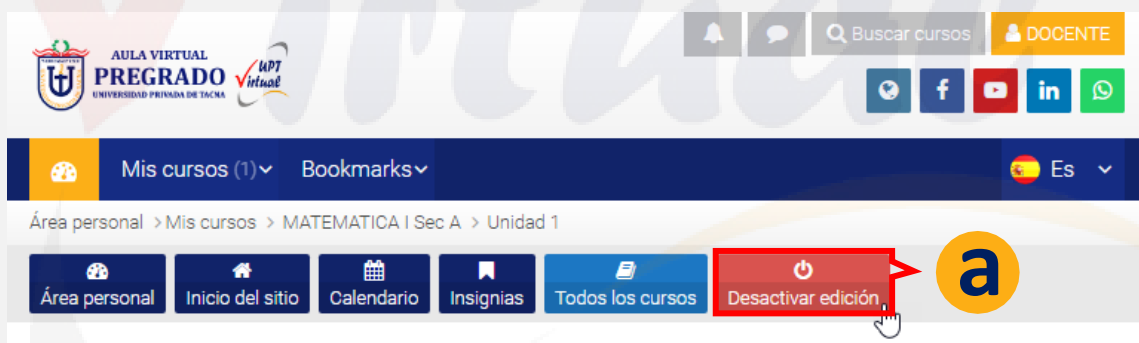 Virtual
AULA VIRTUAL
PREGRADO
UNIVERSIDAD PRIVADA DE TACNA
UPT
Virtual
Buscar cursos
DOCENTE
Mis cursos (1)
Bookmarks
Es
Área personal > Mis cursos > MATEMATICA I Sec A > Unidad 1
Área personal
Inicio del sitio
Calendario
Insignias
Todos los cursos
Desactivar edición
a